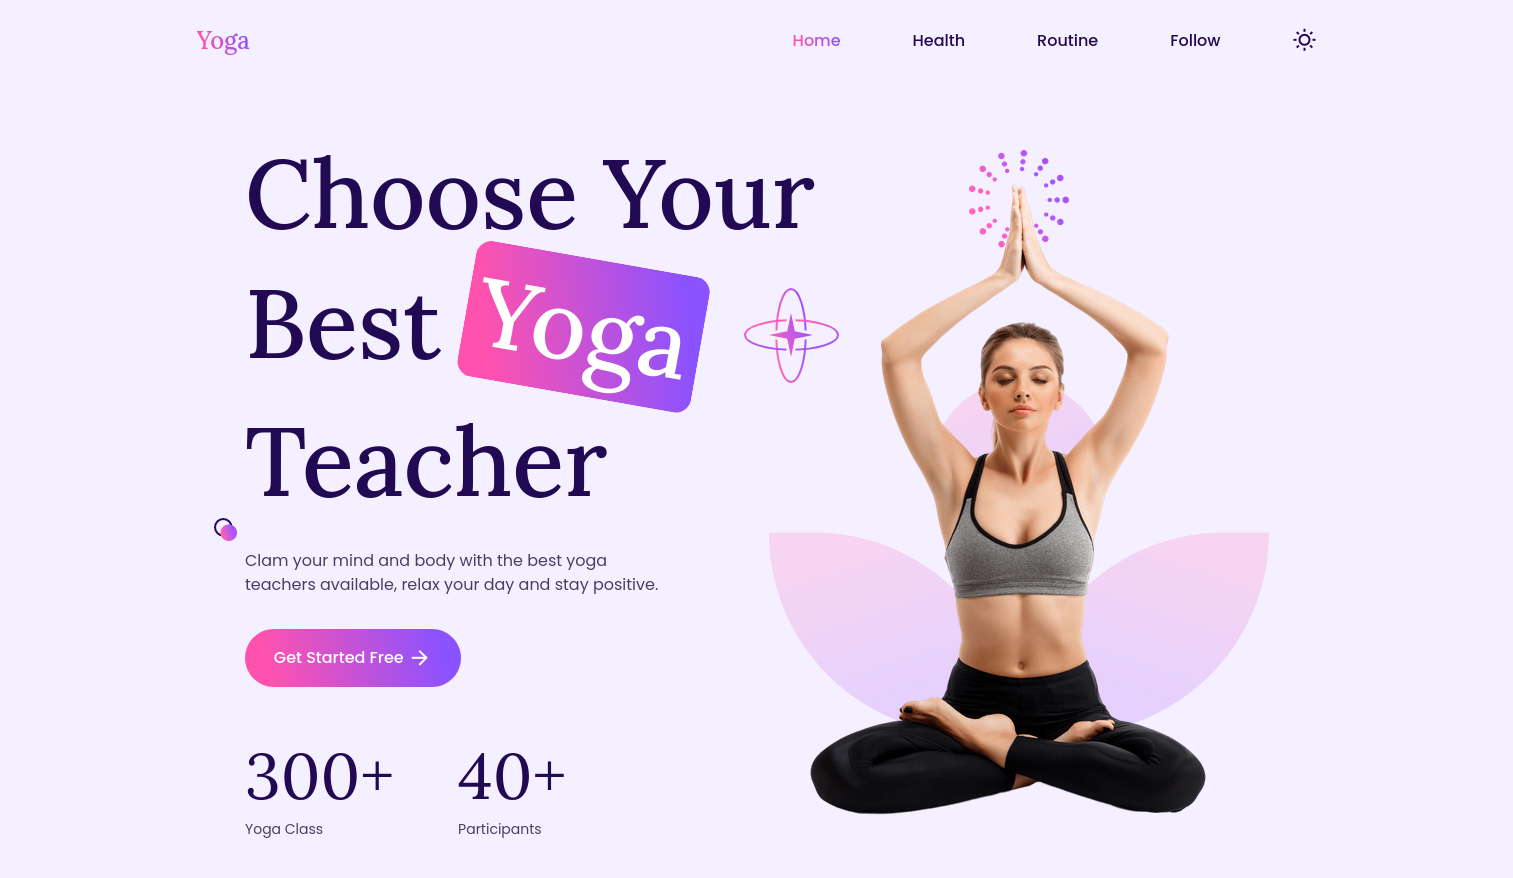 Yoga
Home
Health
Routine
Follow
Choose Your
Best Yoga
Teacher
Clam your mind and body with the best yoga
teachers available, relax your day and stay positive.
Get Started Free
300+
40+
Yoga Class
Participants